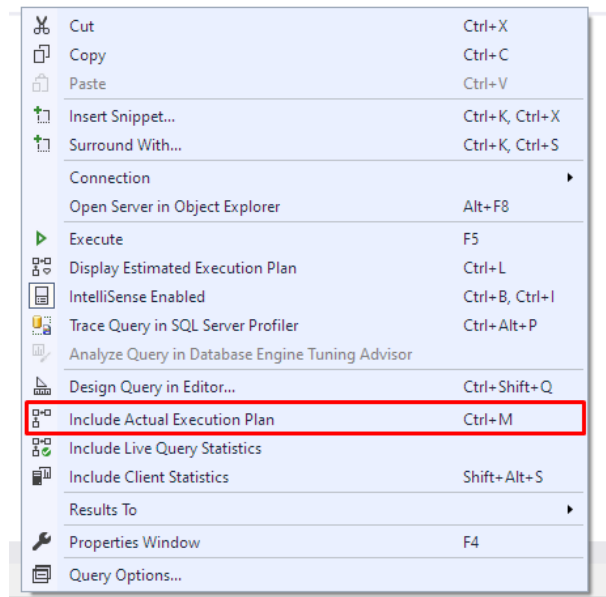 Cut Ctrl+X
Copy Ctrl+C
Paste Ctrl+V
Insert Snippet... Ctrl+K, Ctrl+X
Surround With... Ctrl+K, Ctrl+S
Connection
Open Server in Object Explorer Alt+F8
Execute F5
Display Estimated Execution Plan Ctrl+L
IntelliSense Enabled Ctrl+B, Ctrl+I
Trace Query in SQL Server Profiler Ctrl+Alt+P
Analyze Query in Database Engine Tuning Advisor
Design Query in Editor... Ctrl+Shift+Q
Include Actual Execution Plan Ctrl+M
Include Live Query Statistics
Include Client Statistics Shift+Alt+S
Results To
Properties Window F4
Query Options...